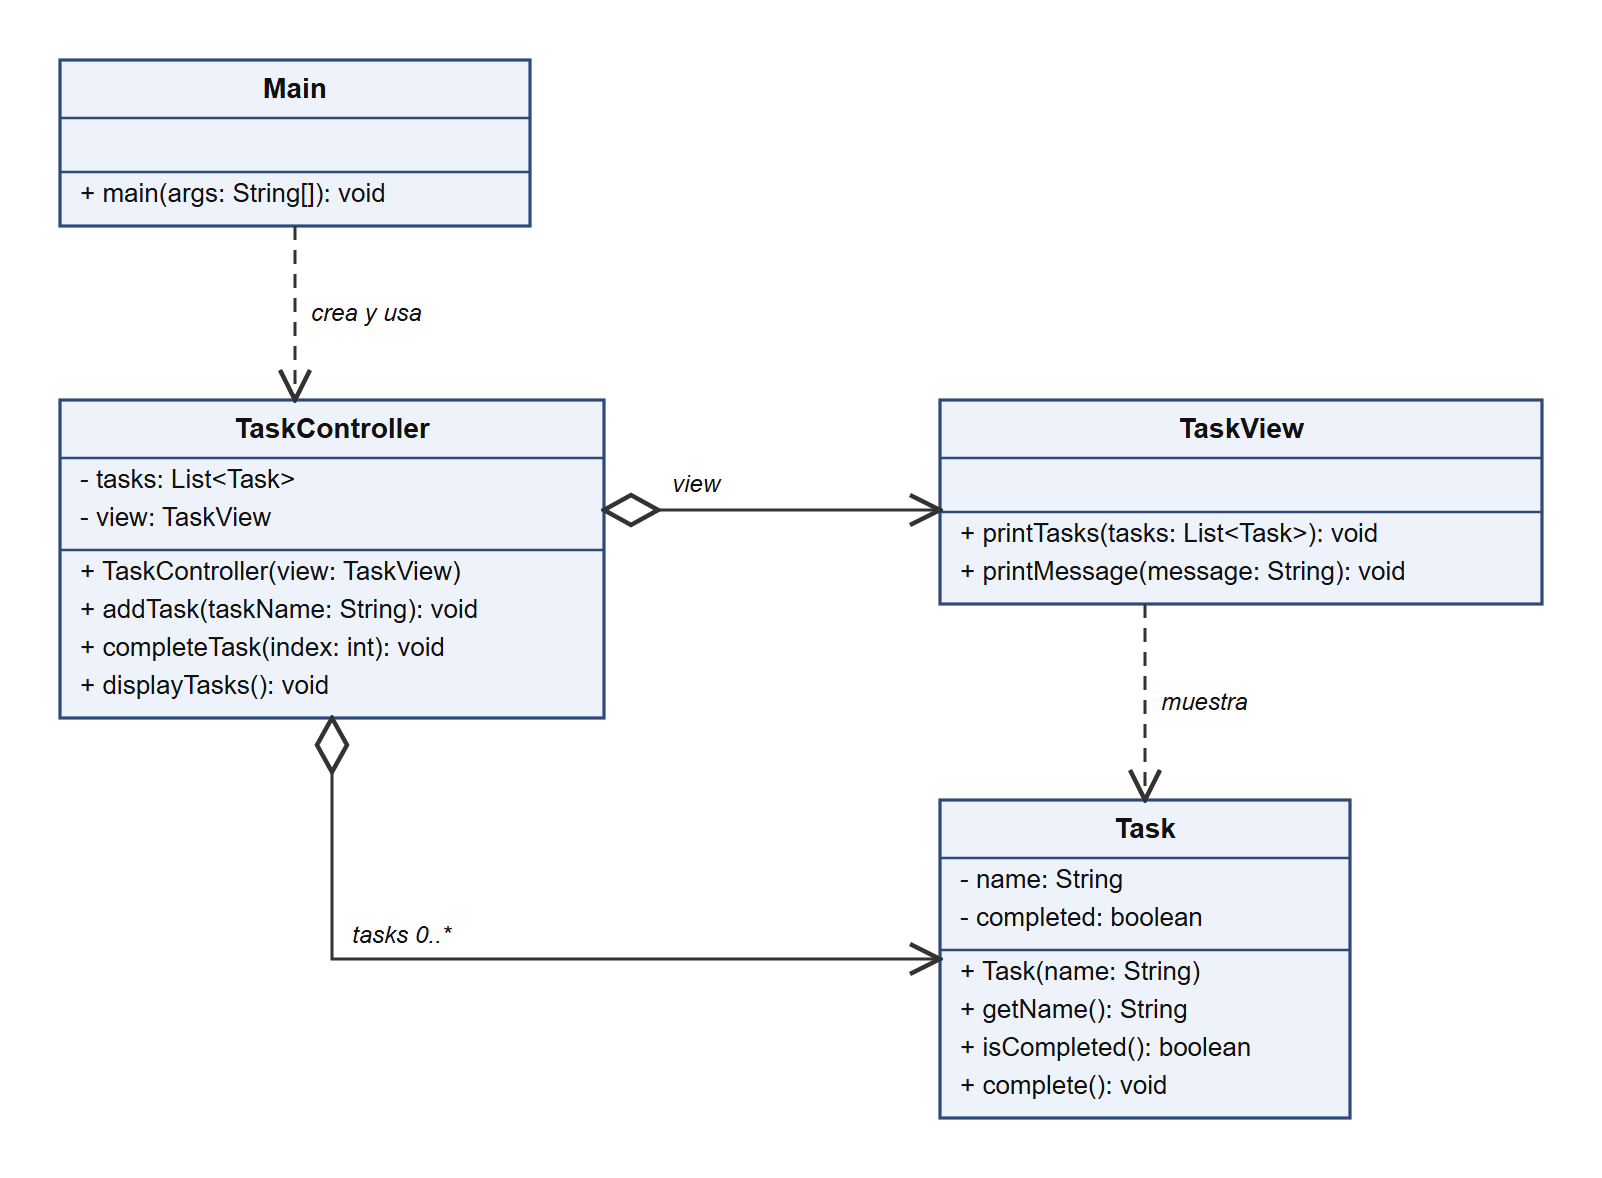 Main
+ main(args: String[]): void
crea y usa
TaskController
- tasks: List<Task>
- view: TaskView
+ TaskController(view: TaskView)
+ addTask(taskName: String): void
+ completeTask(index: int): void
+ displayTasks(): void
view
TaskView
+ printTasks(tasks: List<Task>): void
+ printMessage(message: String): void
muestra
tasks 0..*
Task
- name: String
- completed: boolean
+ Task(name: String)
+ getName(): String
+ isCompleted(): boolean
+ complete(): void